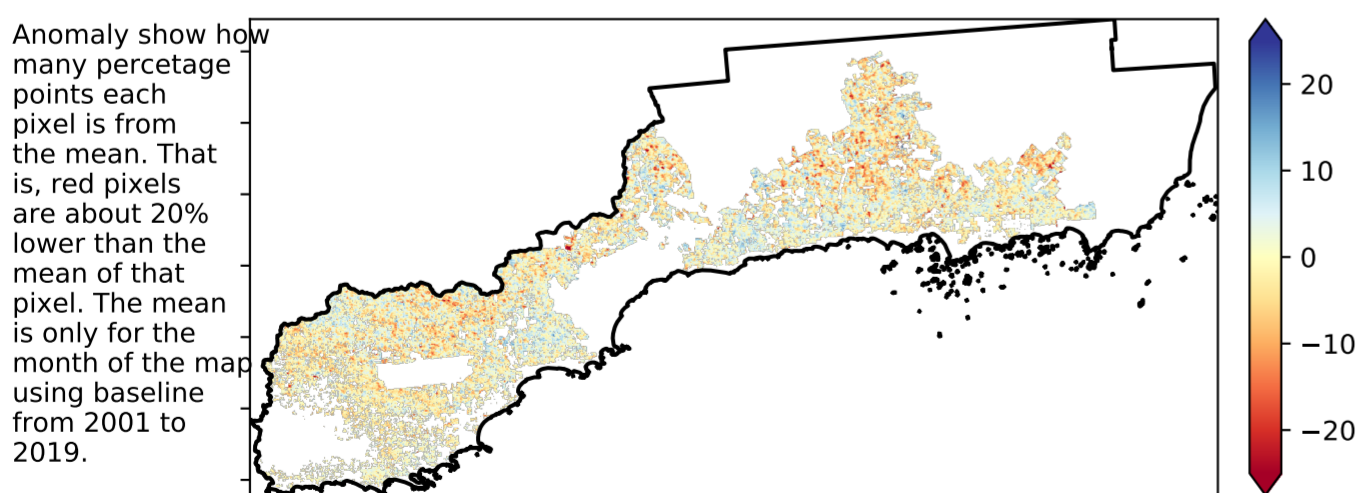 Anomaly show how
many percetage
points each
pixel is from
the mean. That
is, red pixels
are about 20%
lower than the
mean of that
pixel. The mean
is only for the
month of the map
using baseline
from 2001 to
2019.
20
10
0
−10
−20